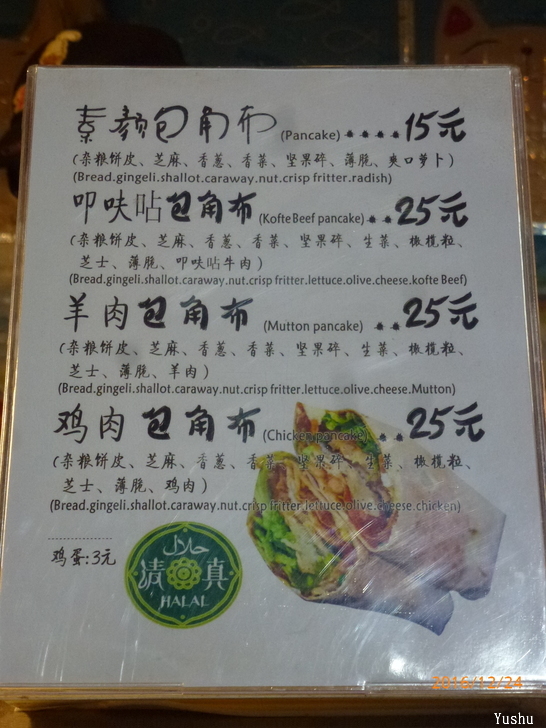 素颜包角布 (Pancake) 15元
(杂粮饼皮、芝麻、香葱、香菜、坚果碎、薄脆、爽口萝卜)
(Bread.gingeli.shallot.caraway.nut.crisp fritter.radish)
叩呋呫包角布 (Kofte Beef pancake) 25元
(杂粮饼皮、芝麻、香葱、香菜、坚果碎、生菜、橄榄粒、
芝士、薄脆、叩呋呫牛肉)
(Bread.gingeli.shallot.caraway.nut.crisp fritter.lettuce.olive.cheese.kofte Beef)
羊肉包角布 (Mutton pancake) 25元
(杂粮饼皮、芝麻、香葱、香菜、坚果碎、生菜、橄榄粒、
芝士、薄脆、羊肉)
(Bread.gingeli.shallot.caraway.nut.crisp fritter.lettuce.olive.cheese.Mutton)
鸡肉包角布 (Chicken pancake) 25元
(杂粮饼皮、芝麻、香葱、香菜、坚果碎、生菜、橄榄粒、
芝士、薄脆、鸡肉)
(Bread.gingeli.shallot.caraway.nut.crisp fritter.lettuce.olive.cheese.chicken)
鸡蛋:3元
حلال
清真
HALAL
2016/12/24
Yushu